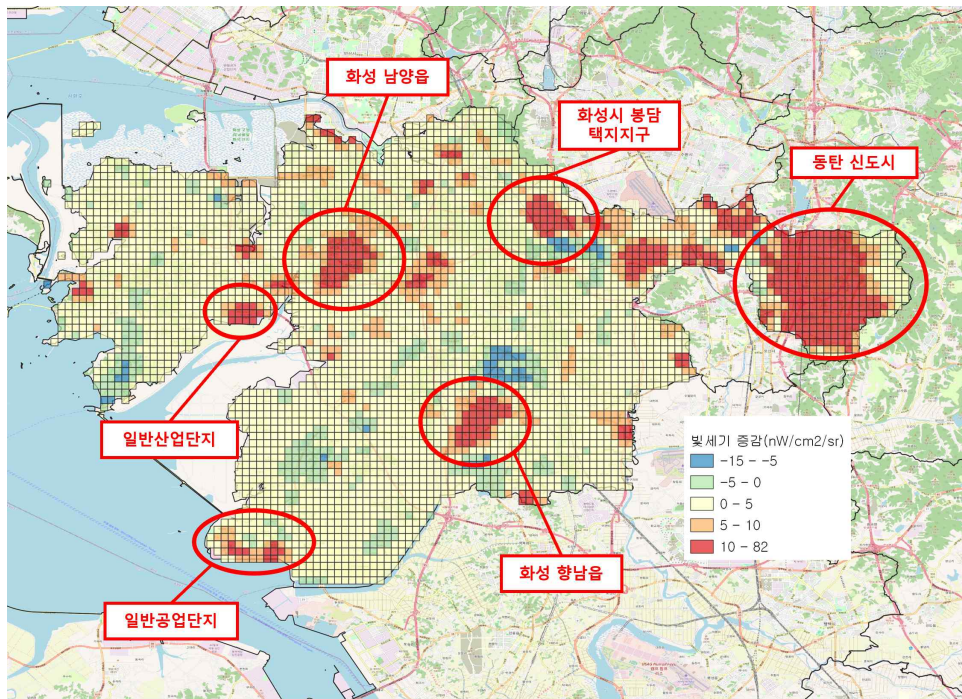 화성 남양읍
화성시 봉담
택지지구
동탄 신도시
일반산업단지
빛세기 증감(nW/cm2/sr)
-15 - -5
-5 - 0
0 - 5
5 - 10
10 - 82
화성 향남읍
일반공업단지